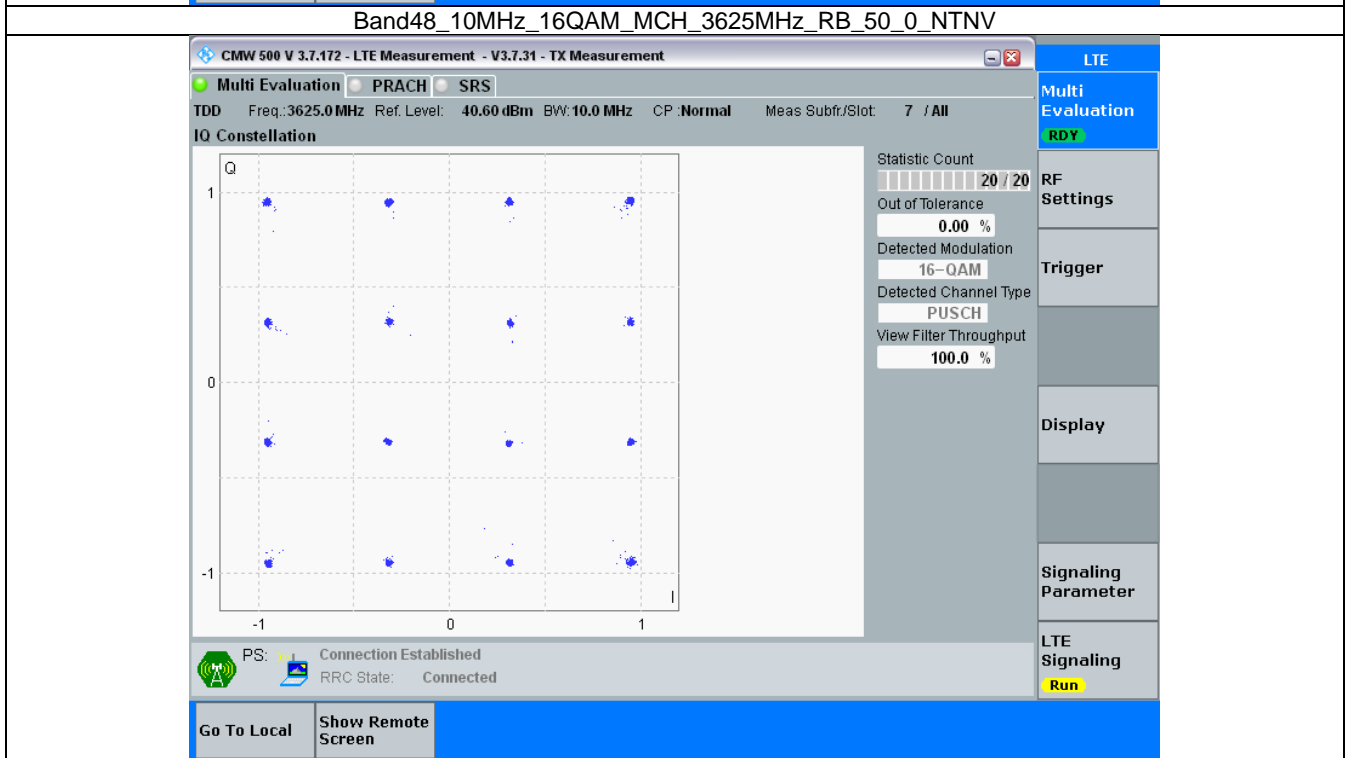 Band48_10MHz_16QAM_MCH_3625MHz_RB_50_0_NTNV
CMW 500 V 3.7.172 - LTE Measurement - V3.7.31 - TX Measurement
LTE
Multi Evaluation PRACH SRS
Multi
Evaluation
RDY
TDD Freq.:3625.0 MHz Ref. Level: 40.60 dBm BW:10.0 MHz CP :Normal Meas Subfr./Slot: 7 / All
IQ Constellation
Q
1
0
-1
I
-1 0 1
Statistic Count
20 / 20
Out of Tolerance
0.00 %
Detected Modulation
16-QAM
Detected Channel Type
PUSCH
View Filter Throughput
100.0 %
RF
Settings
Trigger
Display
Signaling
Parameter
LTE
Signaling
Run
PS: Connection Established
RRC State: Connected
Go To Local
Show Remote
Screen